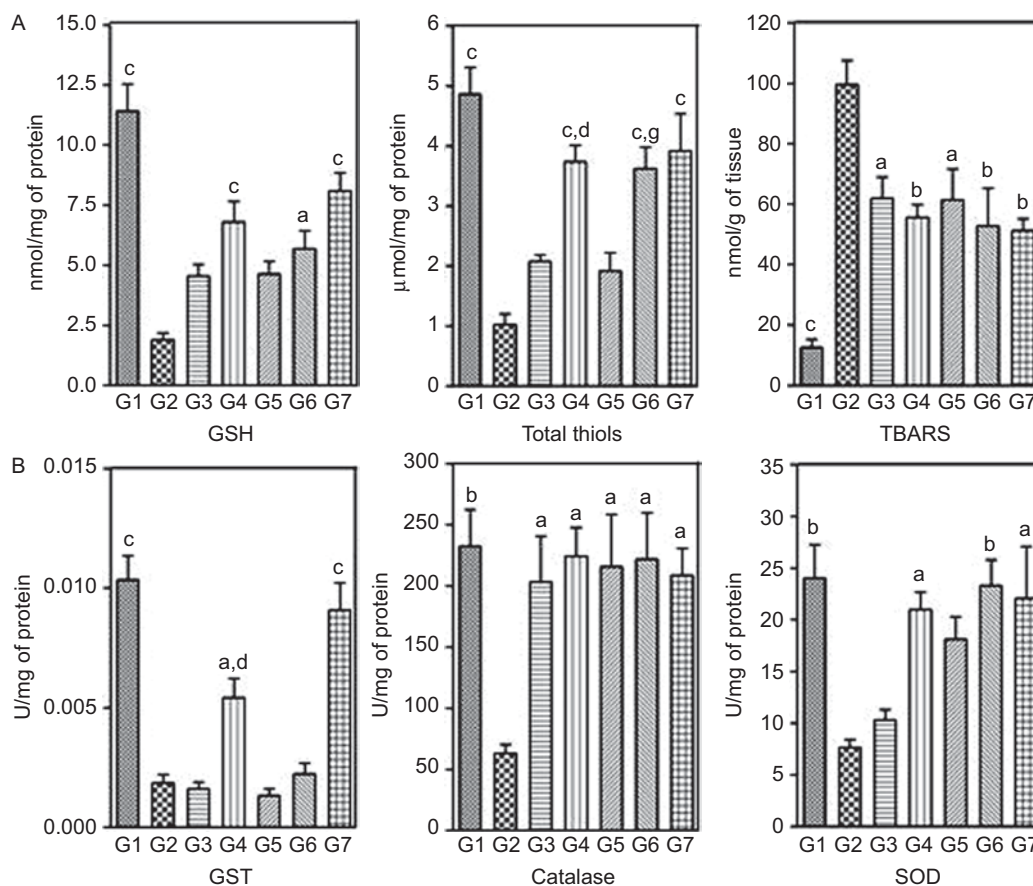 A
15.0
12.5
10.0
7.5
5.0
2.5
0.0
nmol/mg of protein
c
c
a
c
G1 G2 G3 G4 G5 G6 G7
GSH
6
5
4
3
2
1
0
µmol/mg of protein
c
c,d
c,g
c
G1 G2 G3 G4 G5 G6 G7
Total thiols
120
100
80
60
40
20
0
nmol/g of tissue
c
a
b
a
b
b
G1 G2 G3 G4 G5 G6 G7
TBARS
B
0.015
0.010
0.005
0.000
U/mg of protein
c
a,d
c
G1 G2 G3 G4 G5 G6 G7
GST
300
250
200
150
100
50
0
U/mg of protein
b
a
a
a
a
a
G1 G2 G3 G4 G5 G6 G7
Catalase
35
30
25
20
15
10
5
0
U/mg of protein
b
a
b
a
G1 G2 G3 G4 G5 G6 G7
SOD